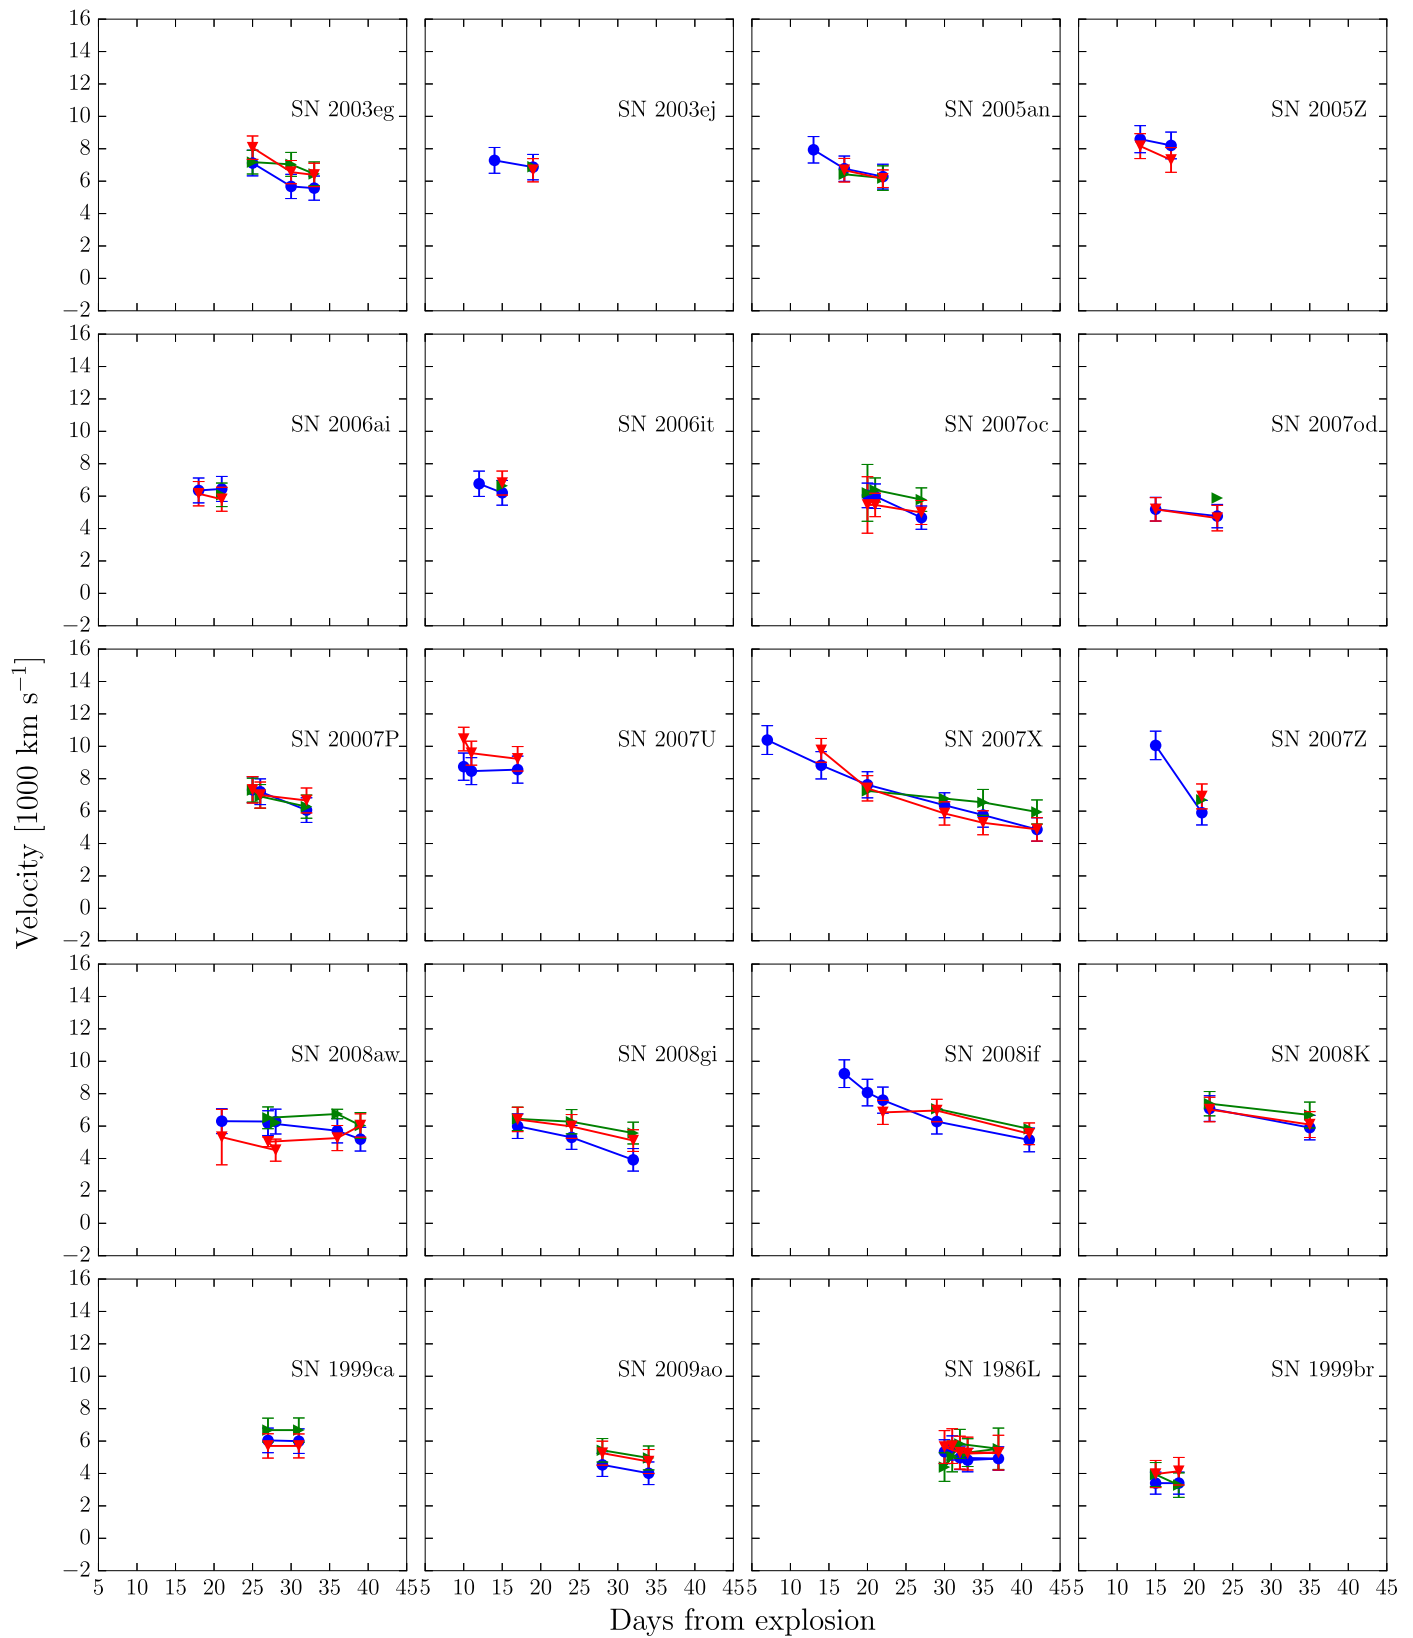 16
14
12
10
8
6
4
2
0
−2
SN 2003eg
SN 2003ej
SN 2005an
SN 2005Z
16
14
12
10
8
6
4
2
0
−2
SN 2006ai
SN 2006it
SN 2007oc
SN 2007od
16
14
12
10
8
6
4
2
0
−2
SN 20007P
SN 2007U
SN 2007X
SN 2007Z
Velocity [1000 km s⁻¹]
16
14
12
10
8
6
4
2
0
−2
SN 2008aw
SN 2008gi
SN 2008if
SN 2008K
16
14
12
10
8
6
4
2
0
−2
SN 1999ca
SN 2009ao
SN 1986L
SN 1999br
5 10 15 20 25 30 35 40 45
5 10 15 20 25 30 35 40 45
5 10 15 20 25 30 35 40 45
5 10 15 20 25 30 35 40 45
Days from explosion